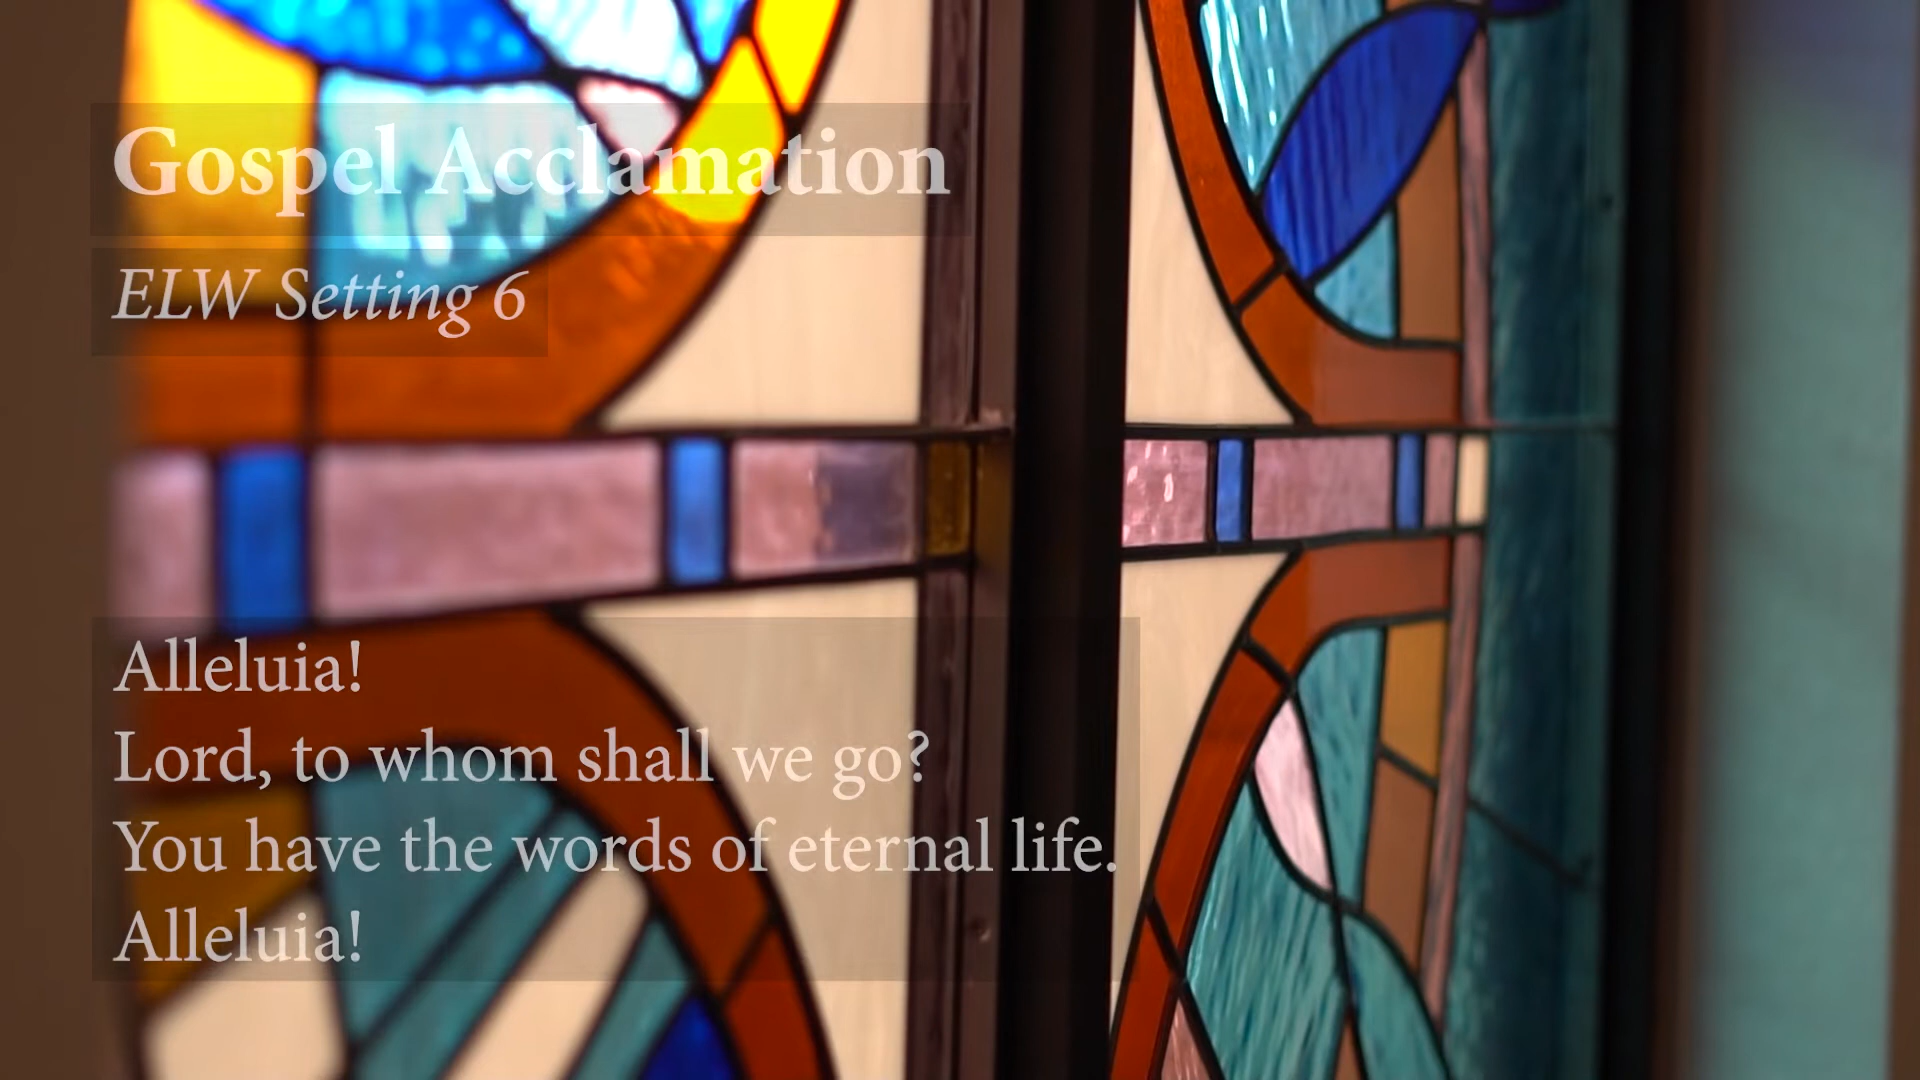 Gospel Acclamation
ELW Setting 6
Alleluia!
Lord, to whom shall we go?
You have the words of eternal life.
Alleluia!